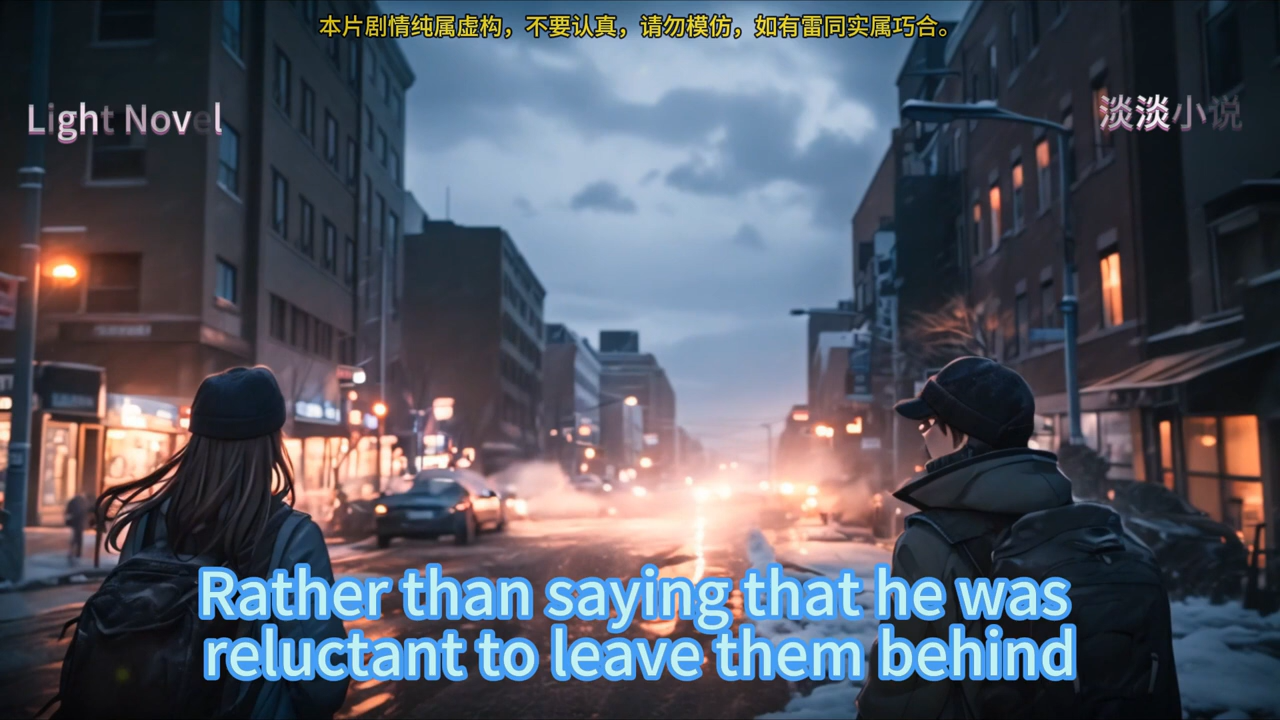 本片剧情纯属虚构，不要认真，请勿模仿，如有雷同实属巧合。
Light Novel
淡淡小说
Rather than saying that he was
reluctant to leave them behind